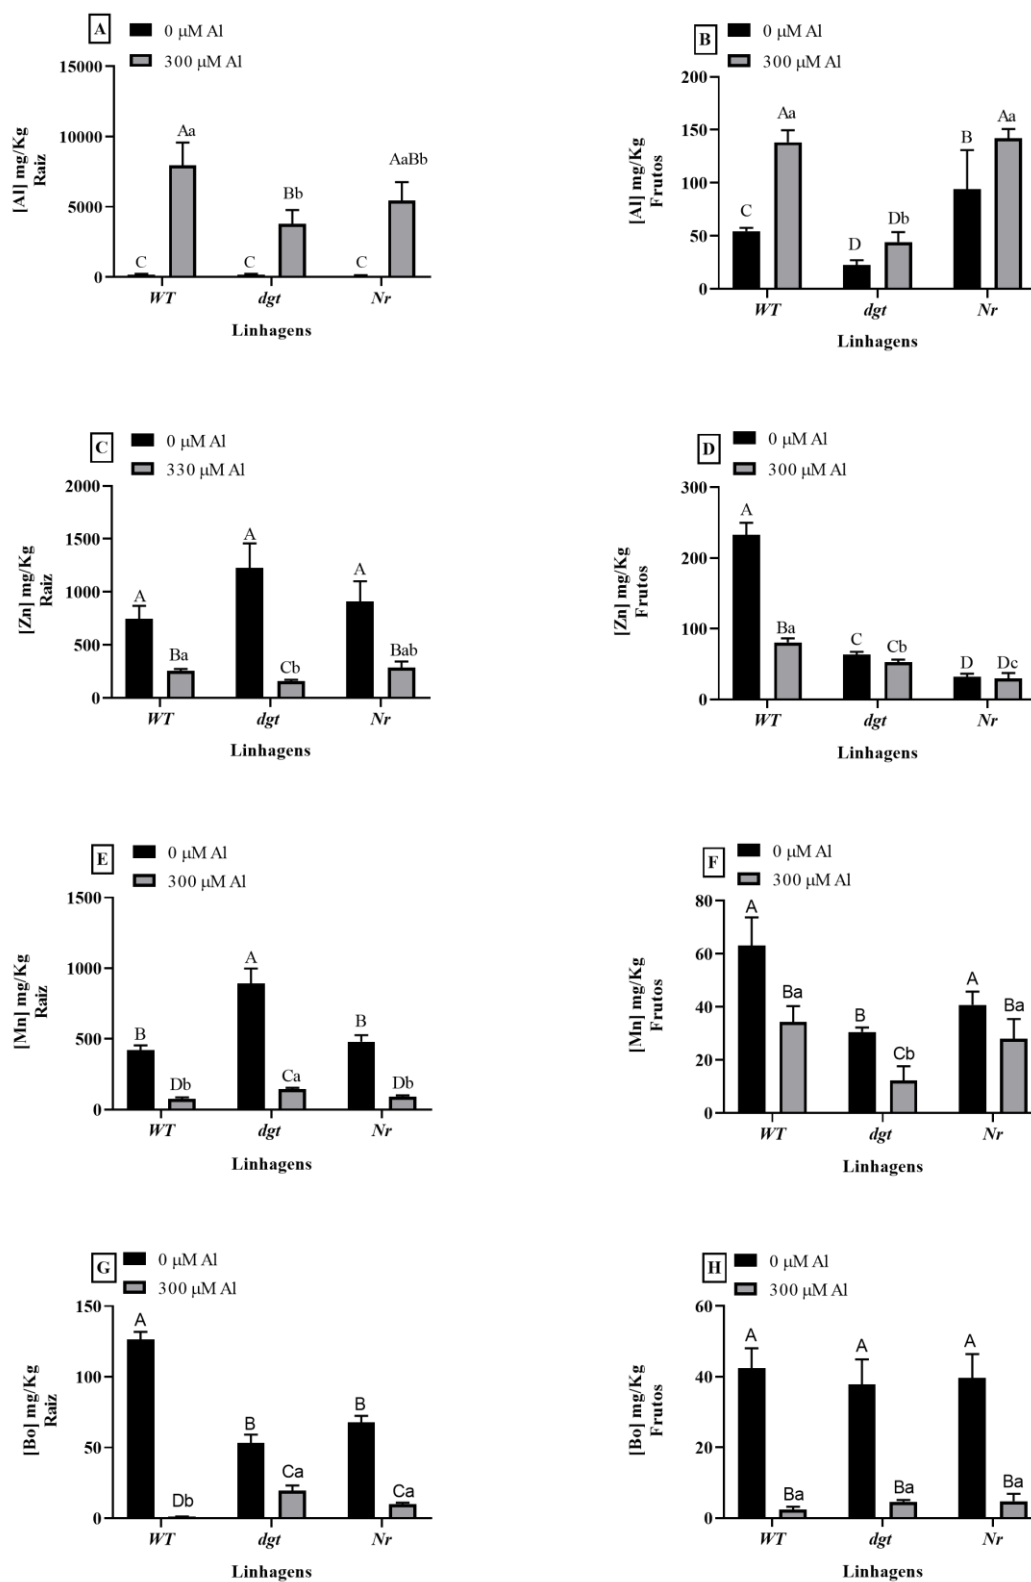 A
0 μM Al
300 μM Al
15000
10000
5000
0
[Al] mg/Kg
Raiz
Aa
Bb
AaBb
C
C
C
WT
dgt
Nr
Linhagens
B
0 μM Al
300 μM Al
200
150
100
50
0
[Al] mg/Kg
Frutos
C
Aa
D
Db
B
Aa
WT
dgt
Nr
Linhagens
C
0 μM Al
330 μM Al
2000
1500
1000
500
0
[Zn] mg/Kg
Raiz
A
Ba
A
Cb
A
Bab
WT
dgt
Nr
Linhagens
D
0 μM Al
300 μM Al
300
200
100
0
[Zn] mg/Kg
Frutos
A
Ba
C
Cb
D
Dc
WT
dgt
Nr
Linhagens
E
0 μM Al
300 μM Al
1500
1000
500
0
[Mn] mg/Kg
Raiz
B
Db
A
Ca
B
Db
WT
dgt
Nr
Linhagens
F
0 μM Al
300 μM Al
80
60
40
20
0
[Mn] mg/Kg
Frutos
A
Ba
B
Cb
A
Ba
WT
dgt
Nr
Linhagens
G
0 μM Al
300 μM Al
150
100
50
0
[Bo] mg/Kg
Raiz
A
Db
B
Ca
B
Ca
WT
dgt
Nr
Linhagens
H
0 μM Al
300 μM Al
60
40
20
0
[Bo] mg/Kg
Frutos
A
Ba
A
Ba
A
Ba
WT
dgt
Nr
Linhagens